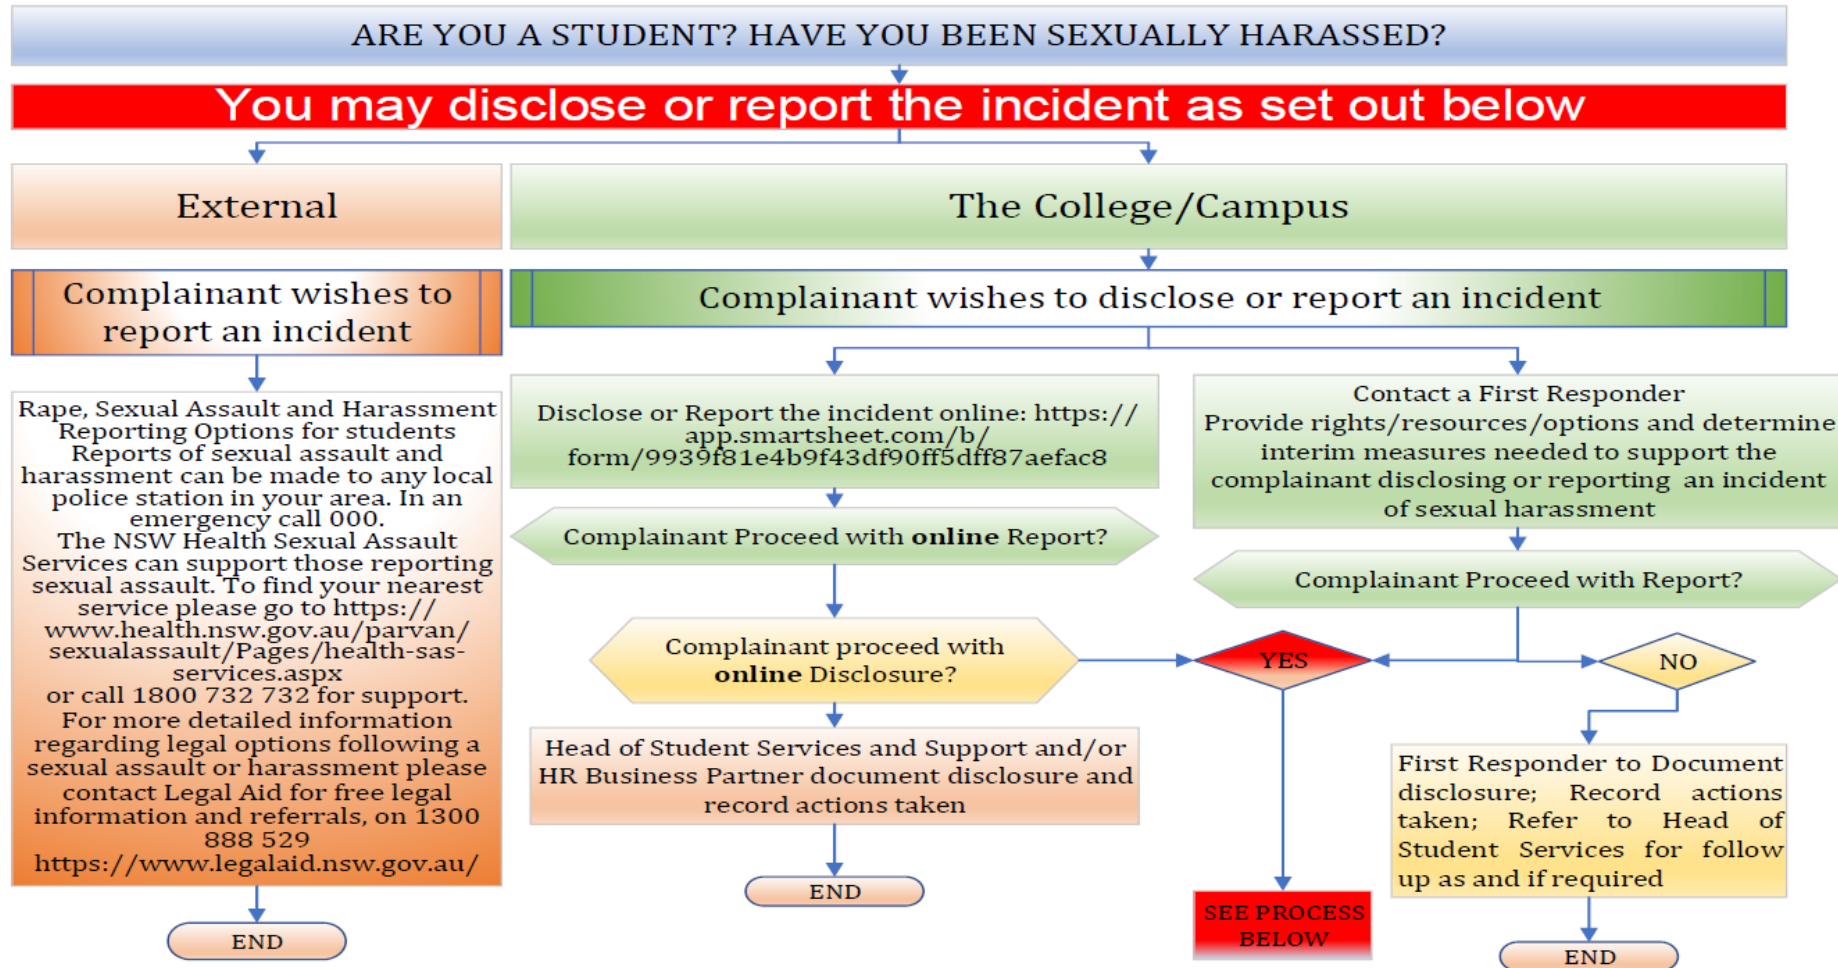 ARE YOU A STUDENT? HAVE YOU BEEN SEXUALLY HARASSED?
You may disclose or report the incident as set out below
External
The College/Campus
Complainant wishes to
report an incident
Complainant wishes to disclose or report an incident
Rape, Sexual Assault and Harassment
Reporting Options for students
Reports of sexual assault and
harassment can be made to any local
police station in your area. In an
emergency call 000.
The NSW Health Sexual Assault
Services can support those reporting
sexual assault. To find your nearest
service please go to https://
www.health.nsw.gov.au/parvan/
sexualassault/Pages/health-sas-
services.aspx
or call 1800 732 732 for support.
For more detailed information
regarding legal options following a
sexual assault or harassment please
contact Legal Aid for free legal
information and referrals, on 1300
888 529
https://www.legalaid.nsw.gov.au/
END
Disclose or Report the incident online: https://
app.smartsheet.com/b/
form/9939f81e4b9f43df90ff5dff87aefac8
Complainant Proceed with online Report?
Complainant proceed with
online Disclosure?
Head of Student Services and Support and/or
HR Business Partner document disclosure and
record actions taken
END
Contact a First Responder
Provide rights/resources/options and determine
interim measures needed to support the
complainant disclosing or reporting an incident
of sexual harassment
Complainant Proceed with Report?
YES
NO
SEE PROCESS
BELOW
First Responder to Document
disclosure; Record actions
taken; Refer to Head of
Student Services for follow
up as and if required
END